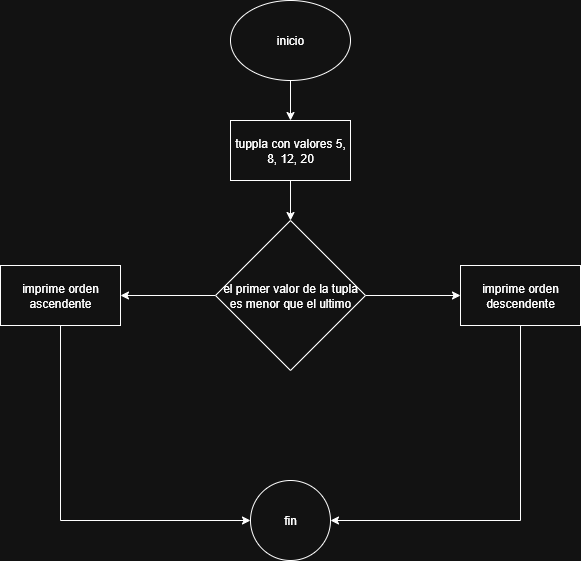 inicio
tuppla con valores 5,
8, 12, 20
el primer valor de la tupla
es menor que el ultimo
imprime orden
ascendente
imprime orden
descendente
fin